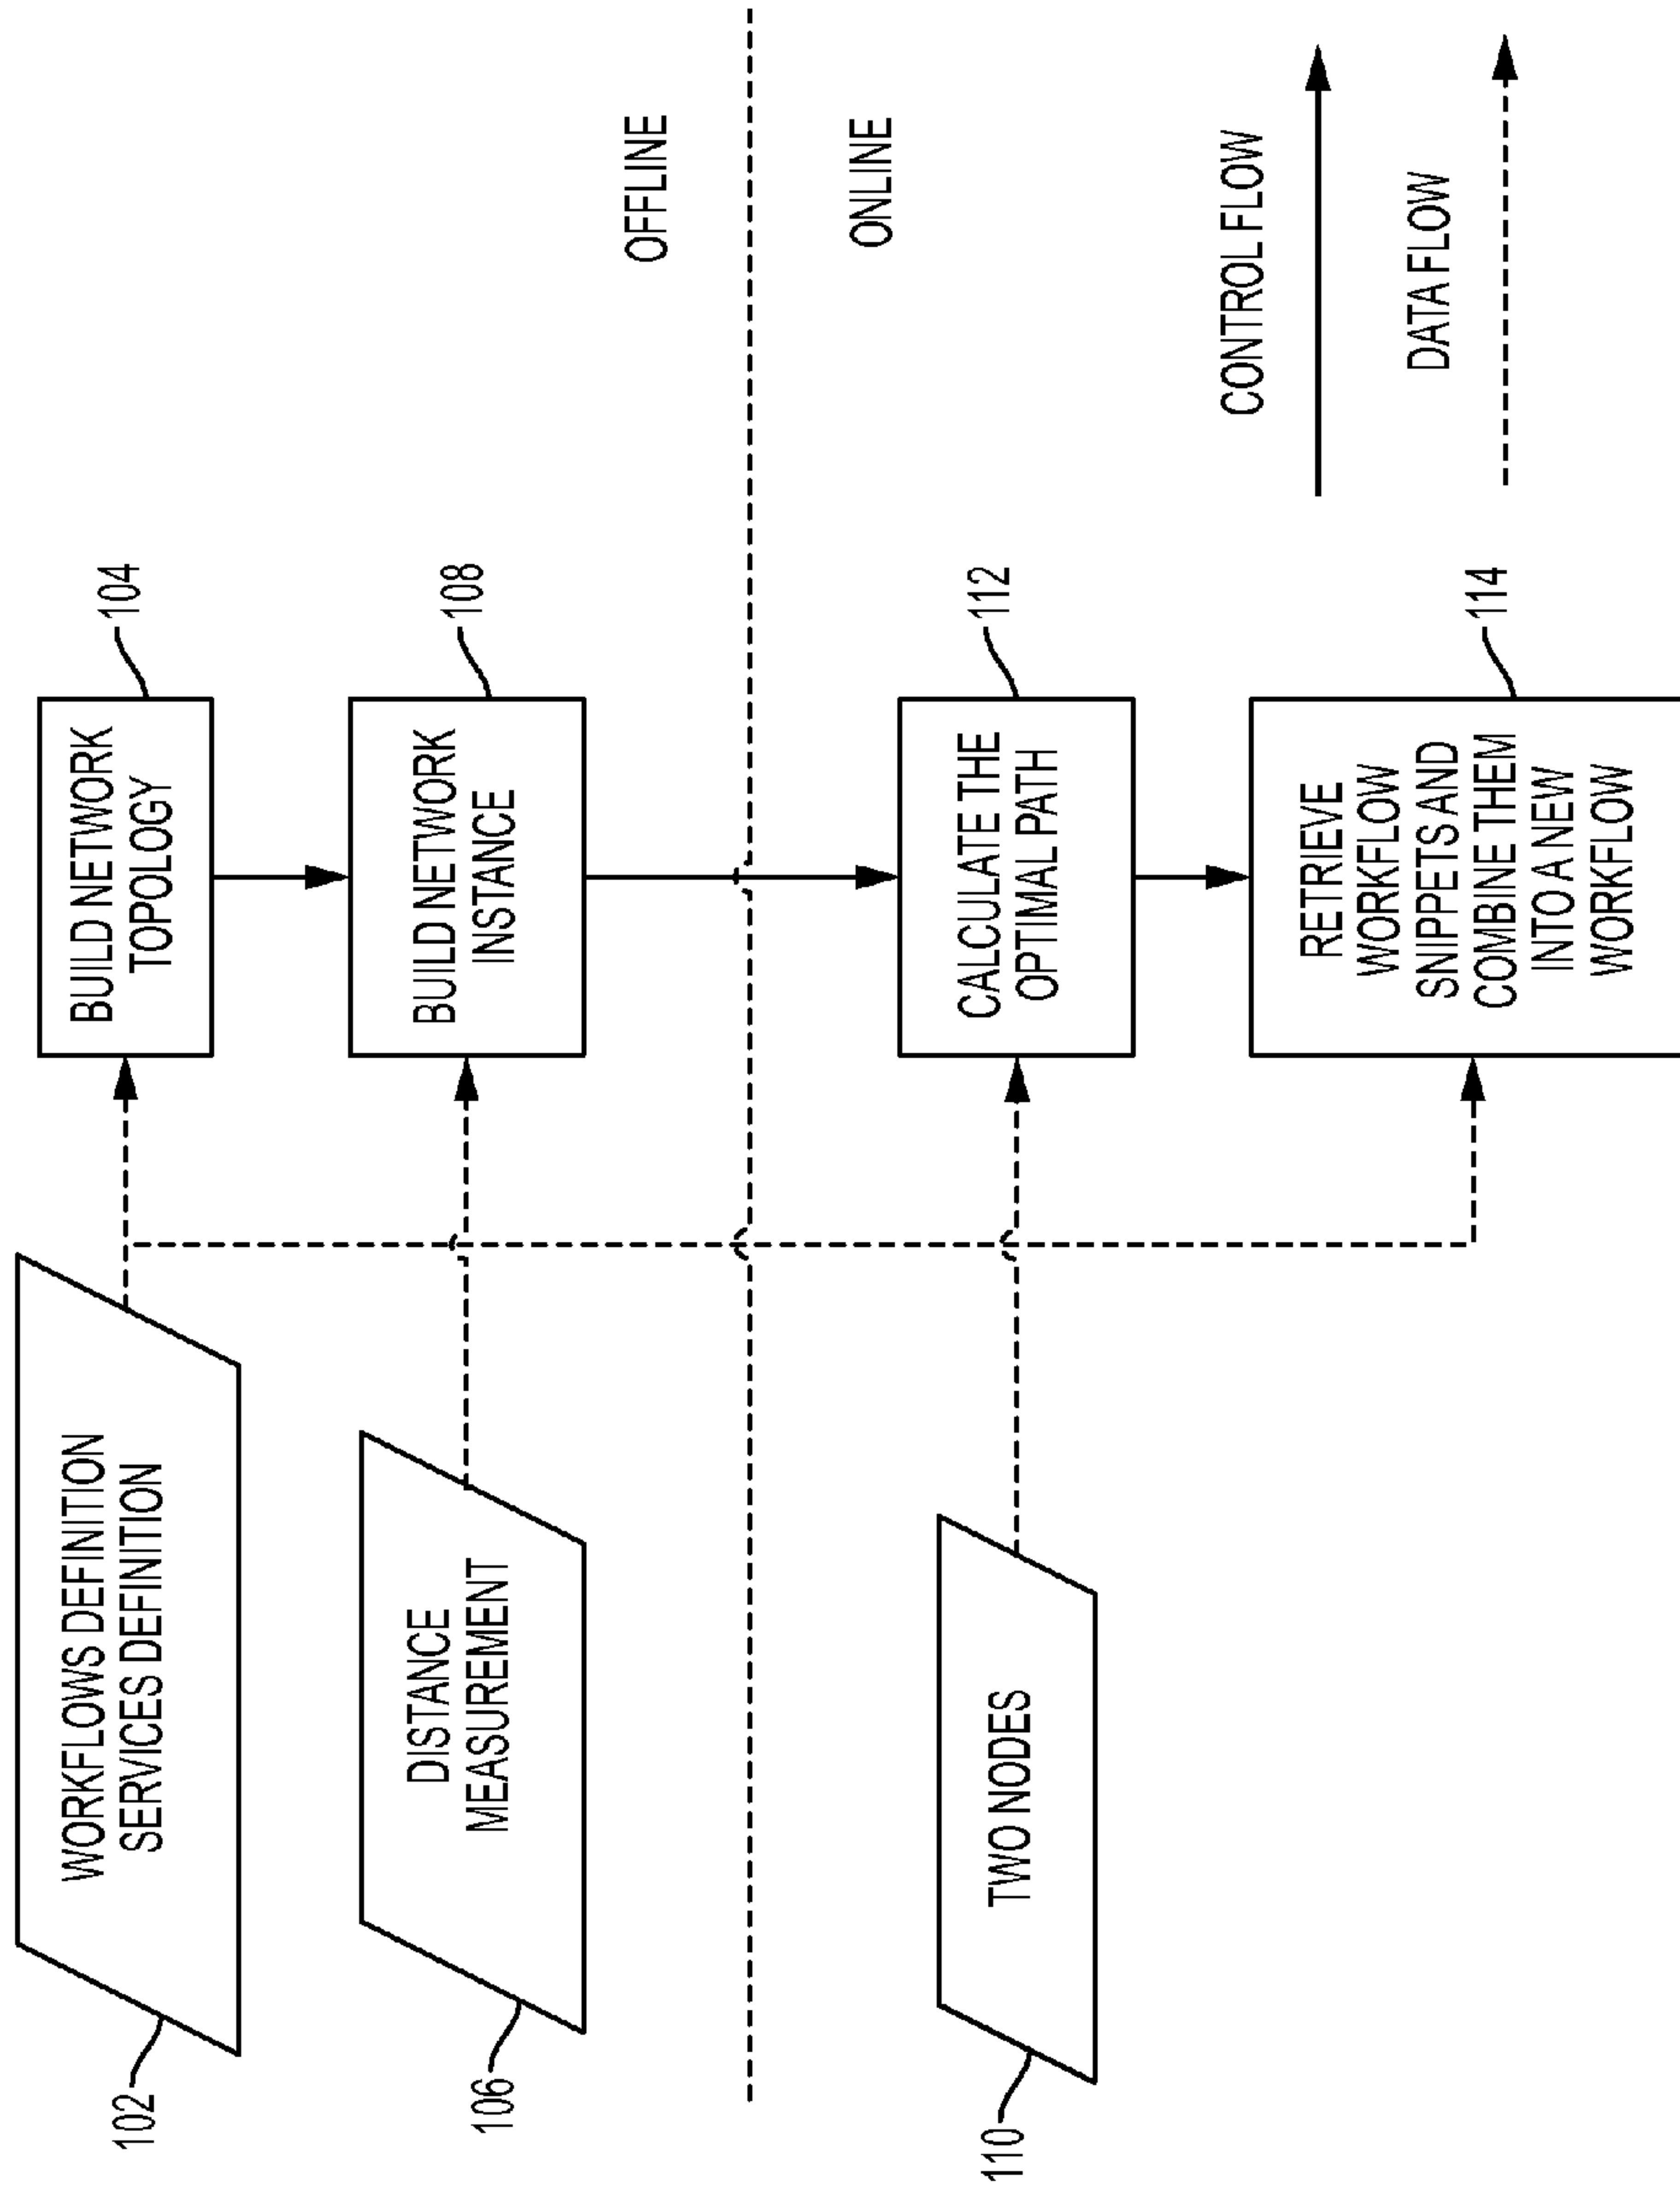 102
WORKFLOWS DEFINITION
SERVICES DEFINITION
BUILD NETWORK
TOPOLOGY
104
106
DISTANCE
MEASUREMENT
BUILD NETWORK
INSTANCE
108
OFFLINE
ONLINE
110
TWO NODES
CALCULATE THE
OPTIMAL PATH
112
RETRIEVE
WORKFLOW
SNIPPETS AND
COMBINE THEM
INTO A NEW
WORKFLOW
114
CONTROL FLOW
DATA FLOW